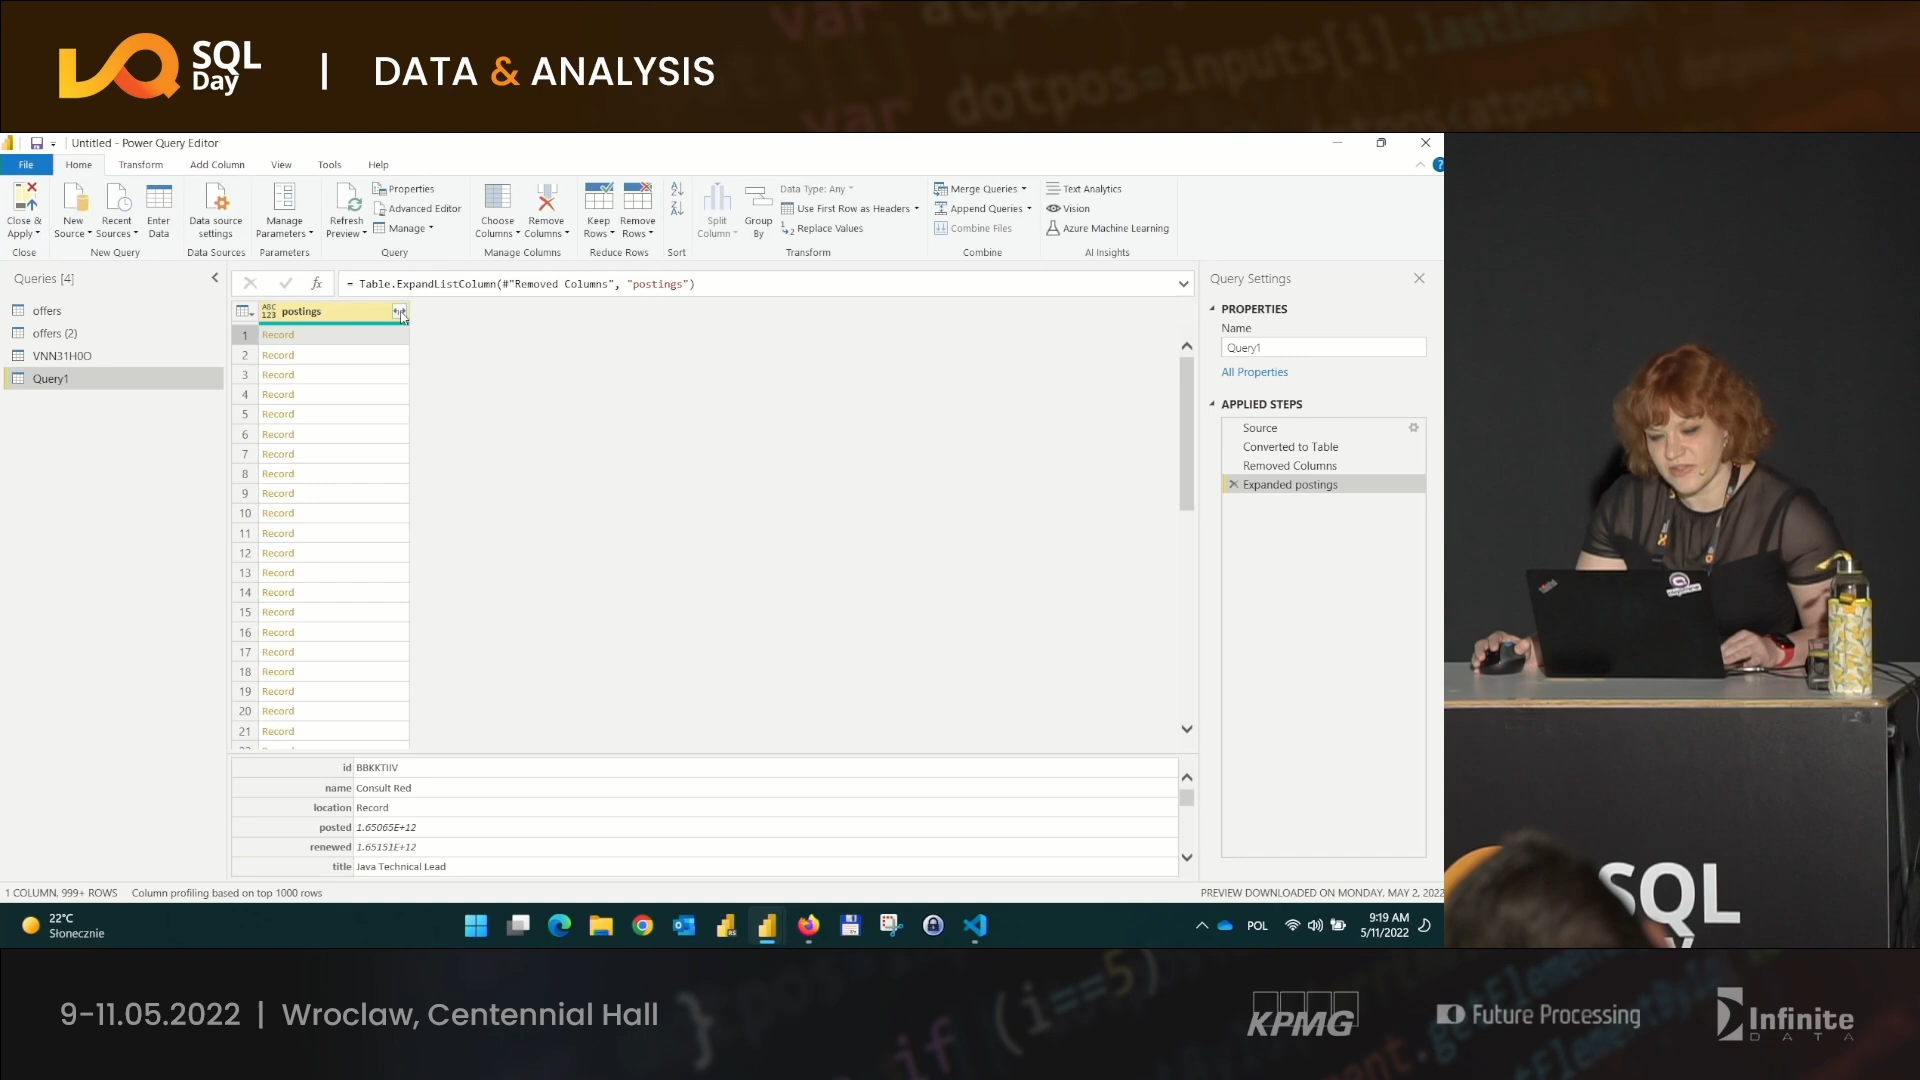 SQL
Day
| DATA & ANALYSIS
var
dotpos=inputs[i].lastIndex
var
Untitled - Power Query Editor
File Home Transform Add Column View Tools Help
Close & Apply New Source Recent Sources Enter Data Data source settings Manage Parameters Refresh Preview Properties Advanced Editor Manage Choose Columns Remove Columns Keep Rows Remove Rows Split Column Group By Data Type: Any Use First Row as Headers Replace Values Merge Queries Append Queries Combine Files Text Analytics Vision Azure Machine Learning
Close New Query Data Sources Parameters Query Manage Columns Reduce Rows Sort Transform Combine AI Insights
Queries [4]
offers
offers (2)
VNN31H0O
Query1
fx = Table.ExpandListColumn(#"Removed Columns", "postings")
ABC
123 postings
1 Record
2 Record
3 Record
4 Record
5 Record
6 Record
7 Record
8 Record
9 Record
10 Record
11 Record
12 Record
13 Record
14 Record
15 Record
16 Record
17 Record
18 Record
19 Record
20 Record
21 Record
id BBKKTIIV
name Consult Red
location Record
posted 1.65065E+12
renewed 1.65151E+12
title Java Technical Lead
Query Settings
PROPERTIES
Name
Query1
All Properties
APPLIED STEPS
Source
Converted to Table
Removed Columns
Expanded postings
1 COLUMN, 999+ ROWS Column profiling based on top 1000 rows
PREVIEW DOWNLOADED ON MONDAY, MAY 2, 2022
22°C
Słonecznie
POL
9:19 AM
5/11/2022
SQL
9-11.05.2022 | Wroclaw, Centennial Hall
if (i==5)
KPMG
Future Processing
Infinite
DATA